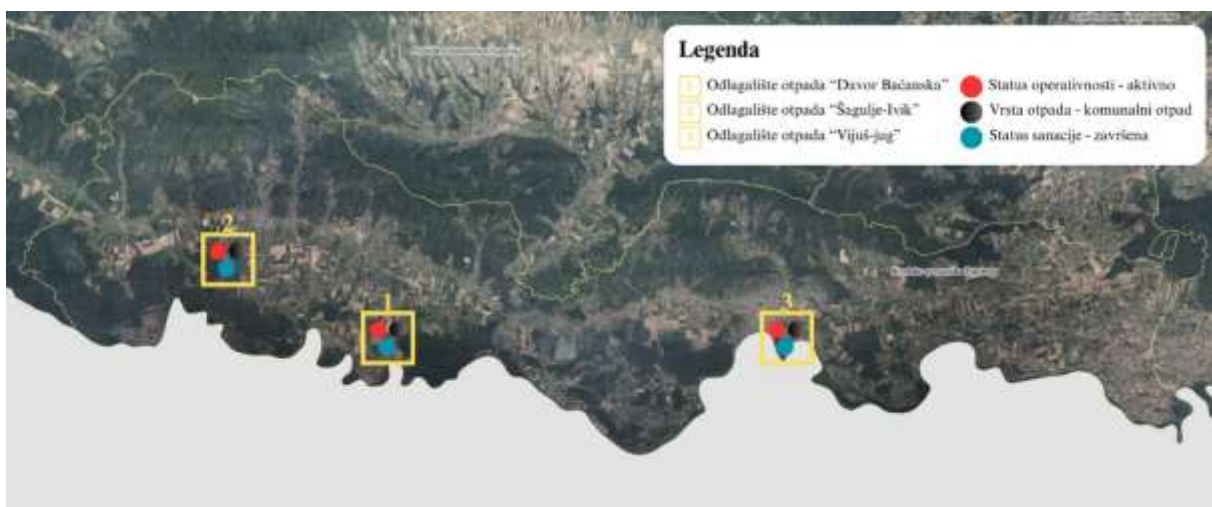 Legenda
Odlagalište otpada “Davor Baćanska”
Odlagalište otpada “Šagulje-Ivik”
Odlagalište otpada “Vijuš-jug”
Status operativnosti - aktivno
Vrsta otpada - komunalni otpad
Status sanacije - završena
2
1
3